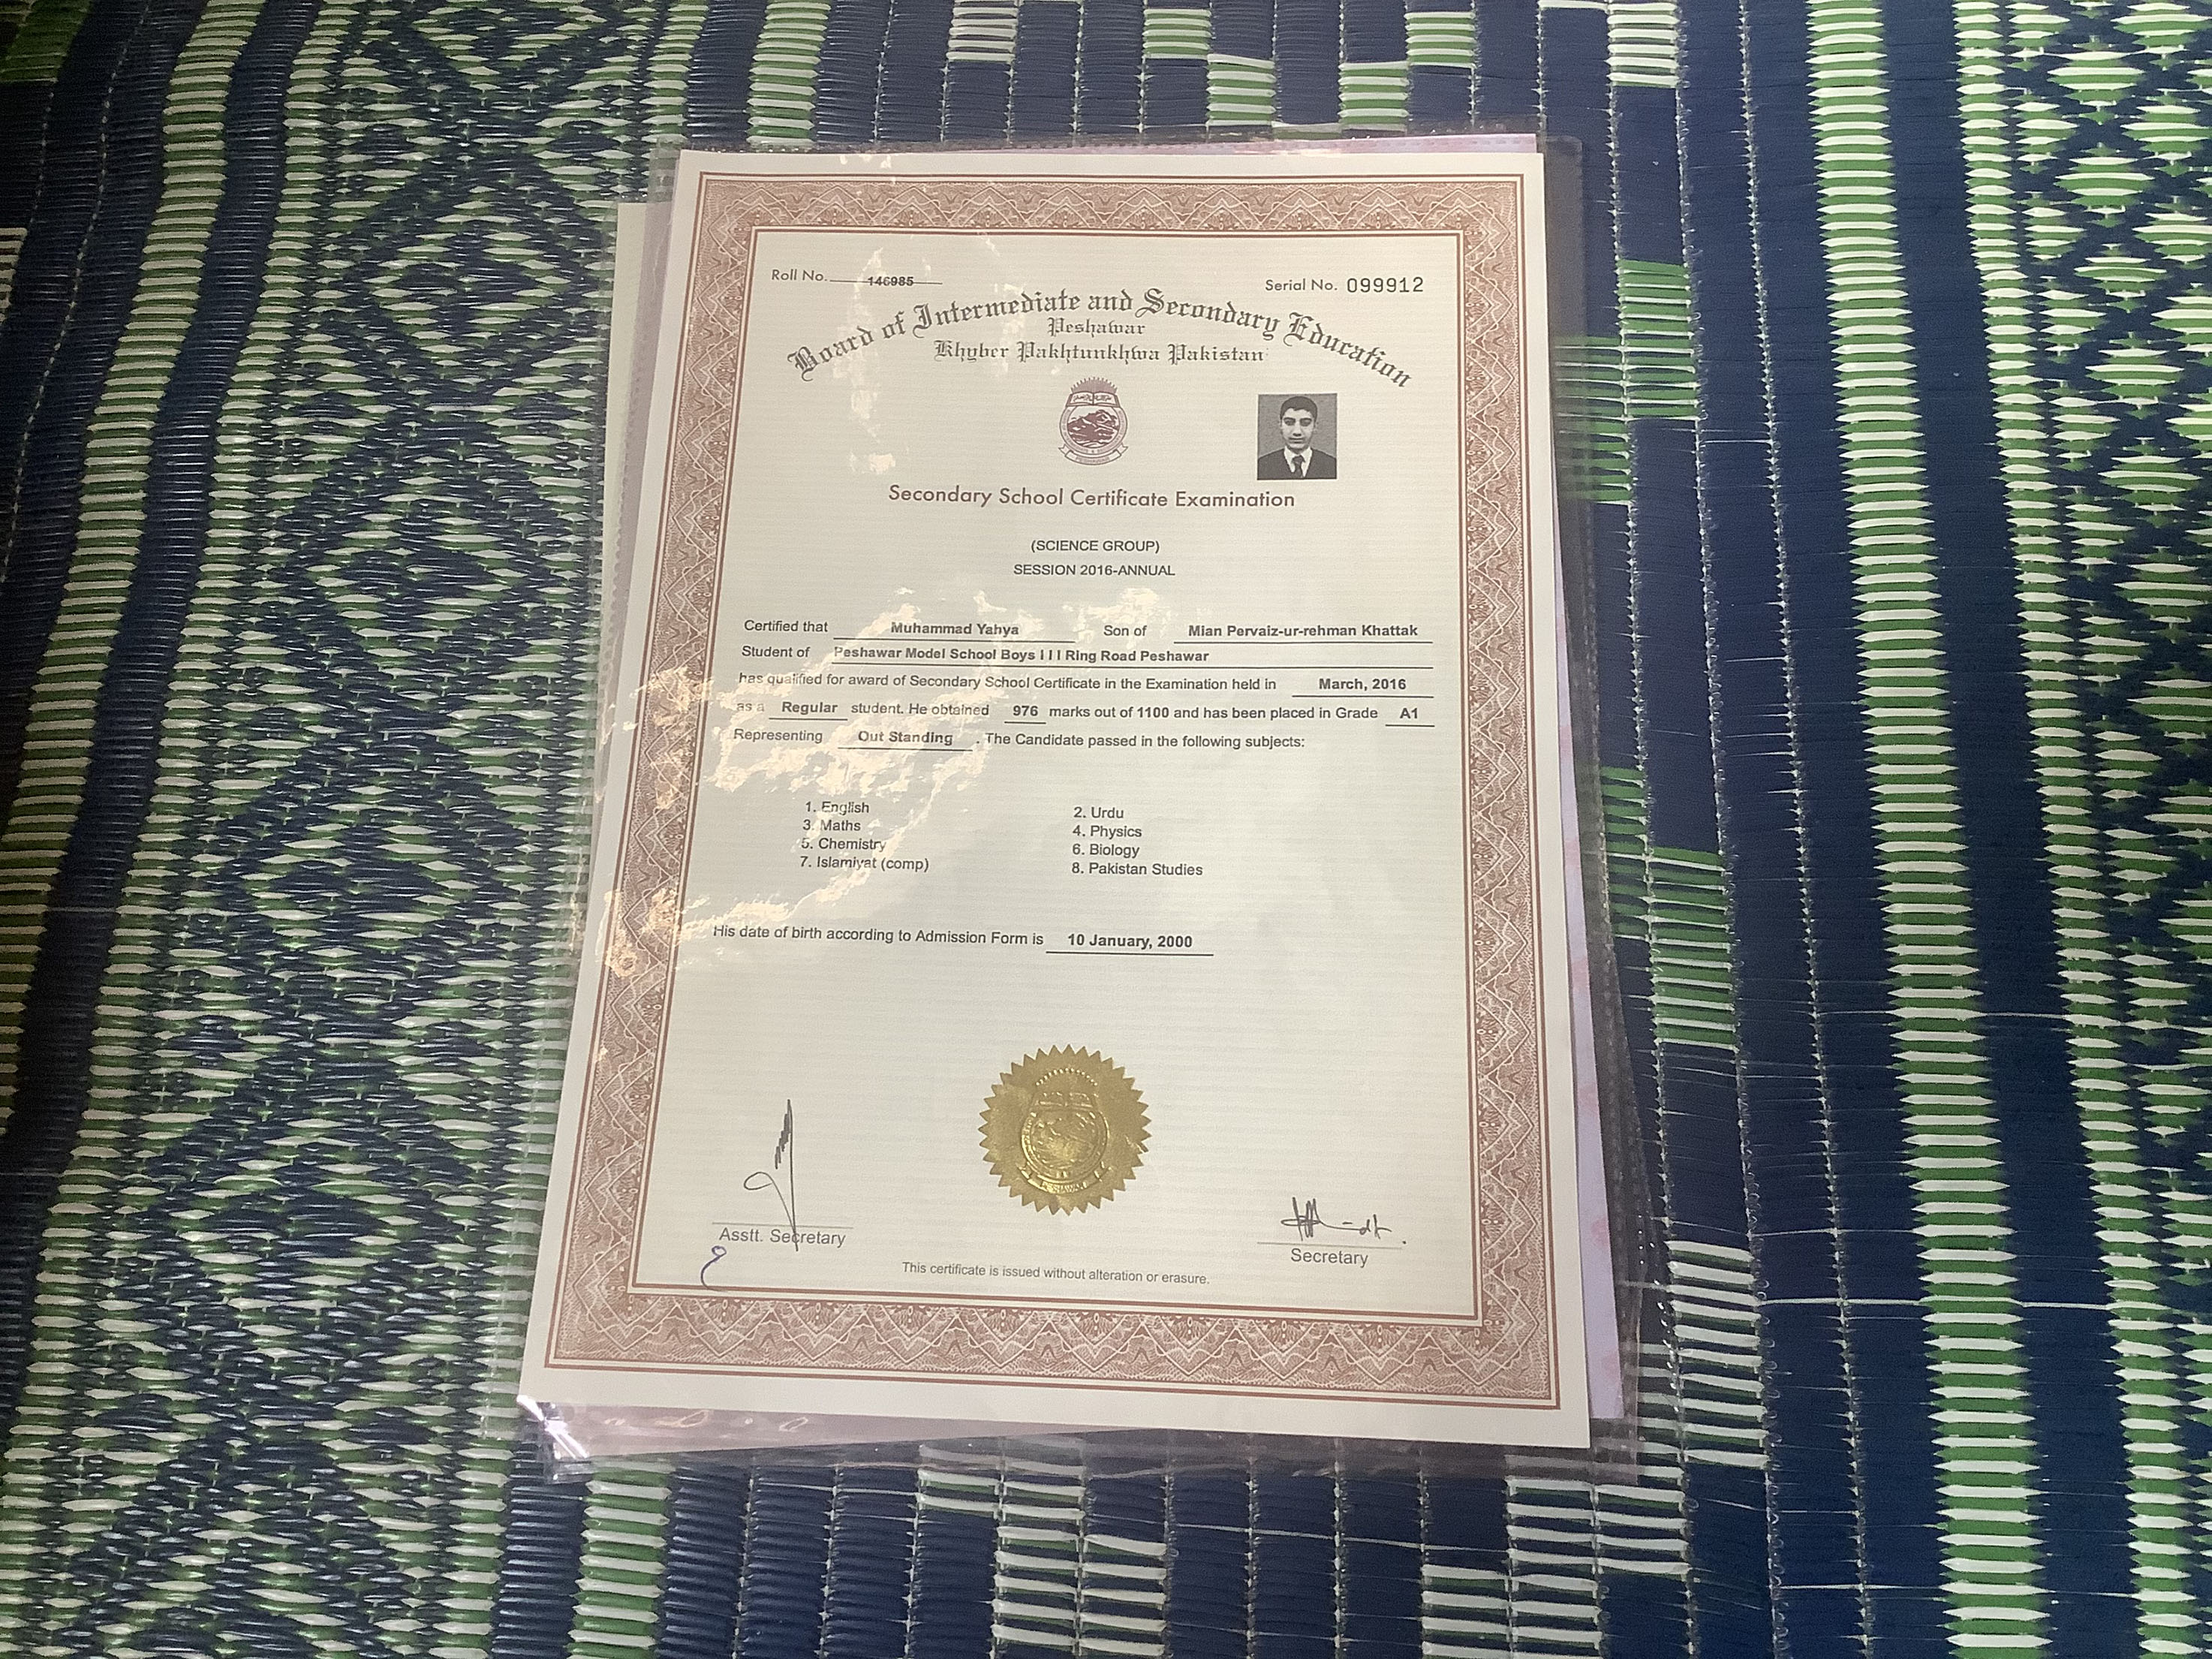 Roll No. 146985
Serial No. 099912
Board of Intermediate and Secondary Education
Peshawar
Khyber Pakhtunkhwa Pakistan
Secondary School Certificate Examination
(SCIENCE GROUP)
SESSION 2016-ANNUAL
Certified that Muhammad Yahya Son of Mian Pervaiz-ur-rehman Khattak
Student of Peshawar Model School Boys I I I Ring Road Peshawar
has qualified for award of Secondary School Certificate in the Examination held in March, 2016
as a Regular student. He obtained 976 marks out of 1100 and has been placed in Grade A1
Representing Out Standing . The Candidate passed in the following subjects:
1. English 2. Urdu
3. Maths 4. Physics
5. Chemistry 6. Biology
7. Islamiyat (comp) 8. Pakistan Studies
His date of birth according to Admission Form is 10 January, 2000
Asstt. Secretary
Secretary
This certificate is issued without alteration or erasure.